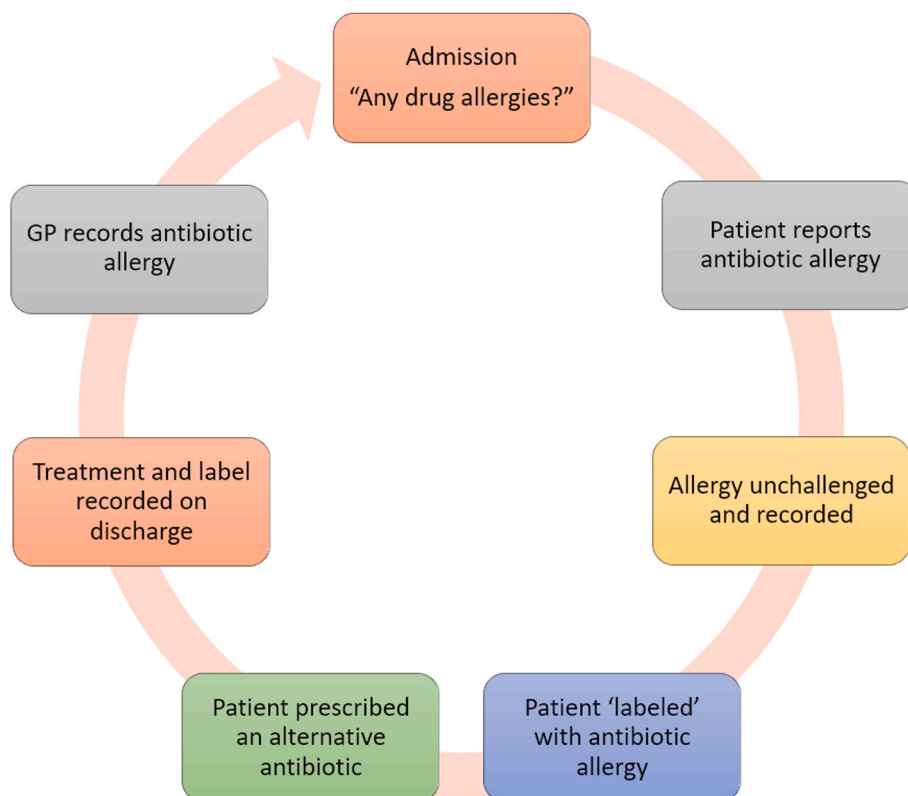 Admission
“Any drug allergies?”
Patient reports
antibiotic allergy
Allergy unchallenged
and recorded
Patient ‘labeled’
with antibiotic
allergy
Patient prescribed
an alternative
antibiotic
Treatment and label
recorded on
discharge
GP records antibiotic
allergy